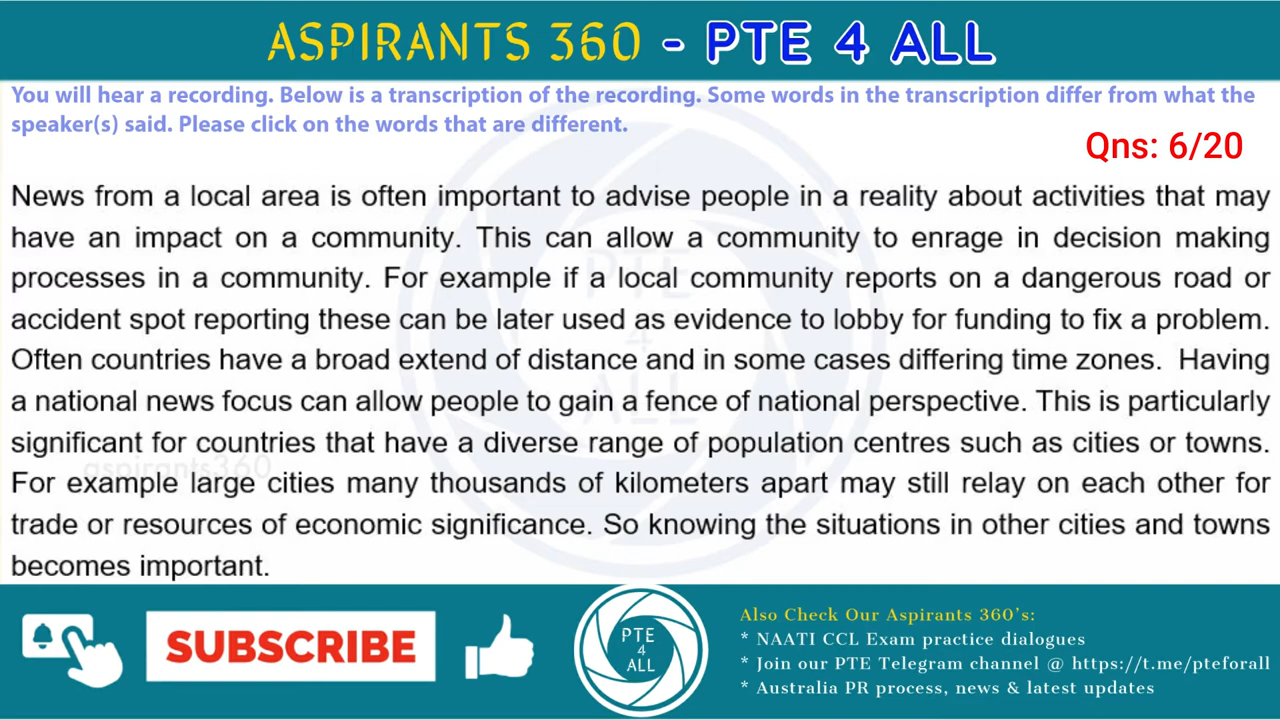 ASPIRANTS 360 - PTE 4 ALL
You will hear a recording. Below is a transcription of the recording. Some words in the transcription differ from what the
speaker(s) said. Please click on the words that are different.
Qns: 6/20
News from a local area is often important to advise people in a reality about activities that may
have an impact on a community. This can allow a community to enrage in decision making
processes in a community. For example if a local community reports on a dangerous road or
accident spot reporting these can be later used as evidence to lobby for funding to fix a problem.
Often countries have a broad extend of distance and in some cases differing time zones. Having
a national news focus can allow people to gain a fence of national perspective. This is particularly
significant for countries that have a diverse range of population centres such as cities or towns.
aspirants360
For example large cities many thousands of kilometers apart may still relay on each other for
trade or resources of economic significance. So knowing the situations in other cities and towns
becomes important.
PTE
4
ALL
SUBSCRIBE
PTE
4
ALL
Also Check Our Aspirants 360's:
* NAATI CCL Exam practice dialogues
* Join our PTE Telegram channel @ https://t.me/pteforall
* Australia PR process, news & latest updates